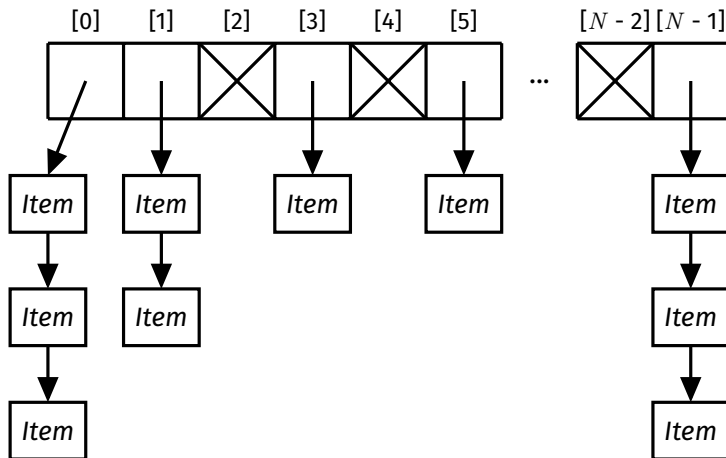 [0] [1] [2] [3] [4] [5] [N - 2] [N - 1]
...
Item Item Item Item Item
Item Item Item
Item Item